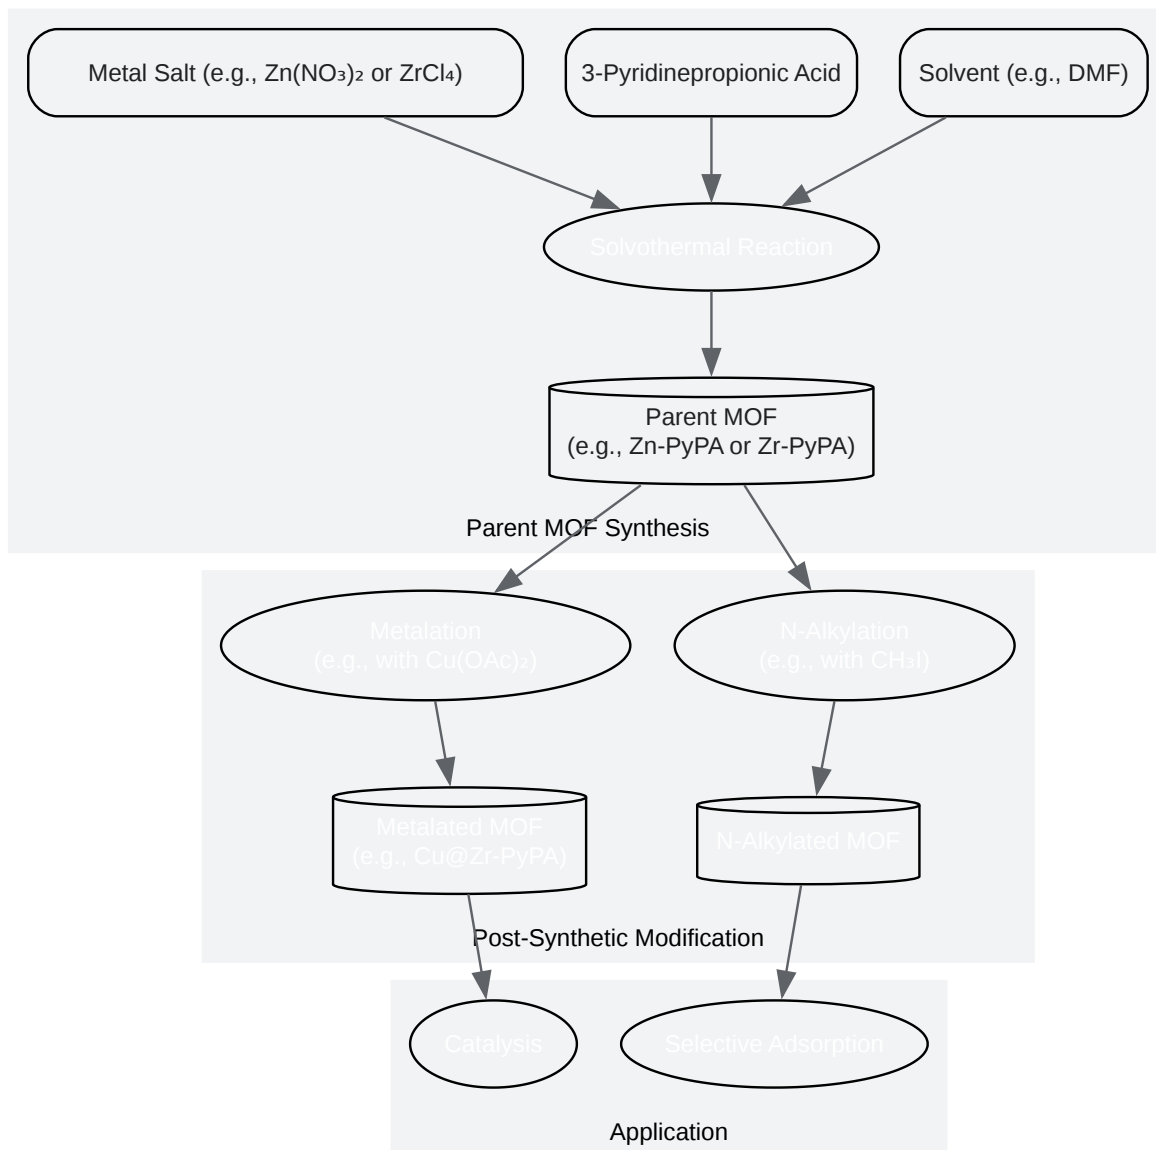 Metal Salt (e.g., Zn(NO₃)₂ or ZrCl₄)
3-Pyridinepropionic Acid
Solvent (e.g., DMF)
Solvothermal Reaction
Parent MOF
(e.g., Zn-PyPA or Zr-PyPA)
Parent MOF Synthesis
Metalation
(e.g., with Cu(OAc)₂)
N-Alkylation
(e.g., with CH₃I)
Metalated MOF
(e.g., Cu@Zr-PyPA)
N-Alkylated MOF
Post-Synthetic Modification
Catalysis
Selective Adsorption
Application